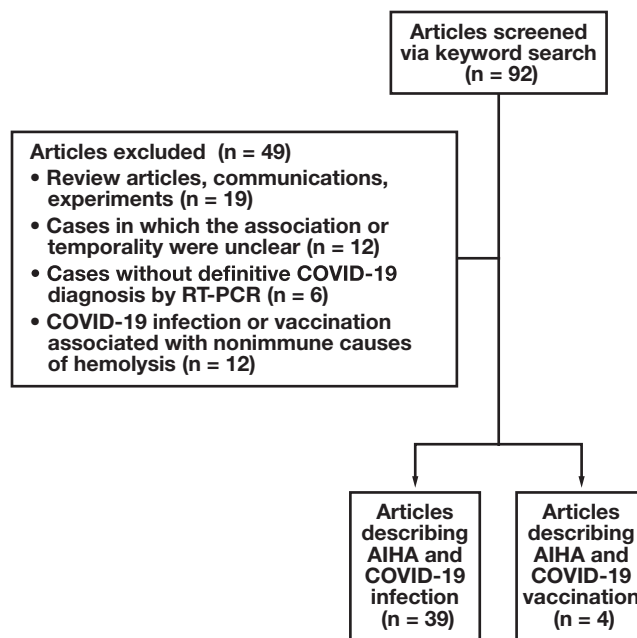 Articles screened
via keyword search
(n = 92)
Articles excluded (n = 49)
• Review articles, communications,
experiments (n = 19)
• Cases in which the association or
temporality were unclear (n = 12)
• Cases without definitive COVID-19
diagnosis by RT-PCR (n = 6)
• COVID-19 infection or vaccination
associated with nonimmune causes
of hemolysis (n = 12)
Articles
describing
AIHA and
COVID-19
infection
(n = 39)
Articles
describing
AIHA and
COVID-19
vaccination
(n = 4)